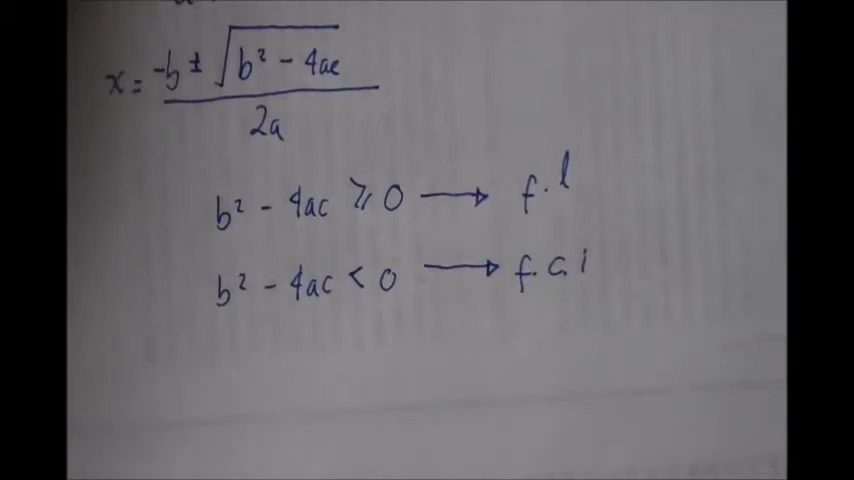 x = -b ± √b² - 4ac
2a
b² - 4ac ≥ 0 → f. l
b² - 4ac < 0 → f. c. i